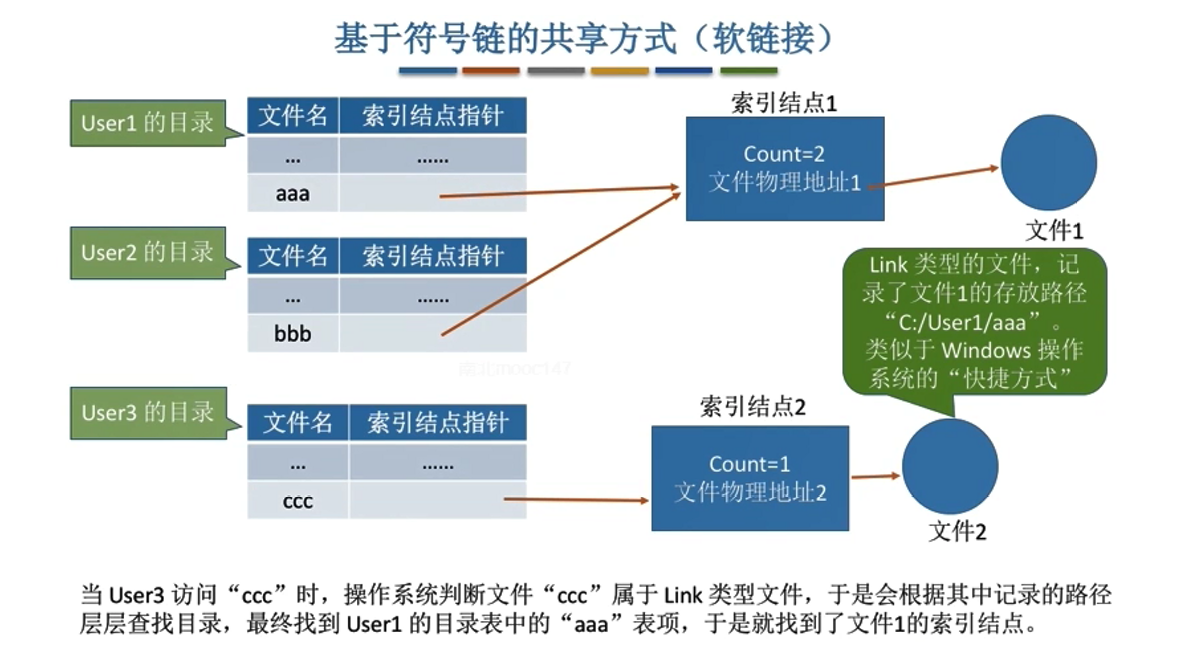 基于符号链的共享方式（软链接）
User1 的目录
文件名 索引结点指针
... ......
aaa
User2 的目录
文件名 索引结点指针
... ......
bbb
User3 的目录
文件名 索引结点指针
... ......
ccc
索引结点1
Count=2
文件物理地址1
文件1
Link 类型的文件，记
录了文件1的存放路径
“C:/User1/aaa”。
类似于 Windows 操作
系统的“快捷方式”
索引结点2
Count=1
文件物理地址2
文件2
当 User3 访问“ccc”时，操作系统判断文件“ccc”属于 Link 类型文件，于是会根据其中记录的路径
层层查找目录，最终找到 User1 的目录表中的“aaa”表项，于是就找到了文件1的索引结点。